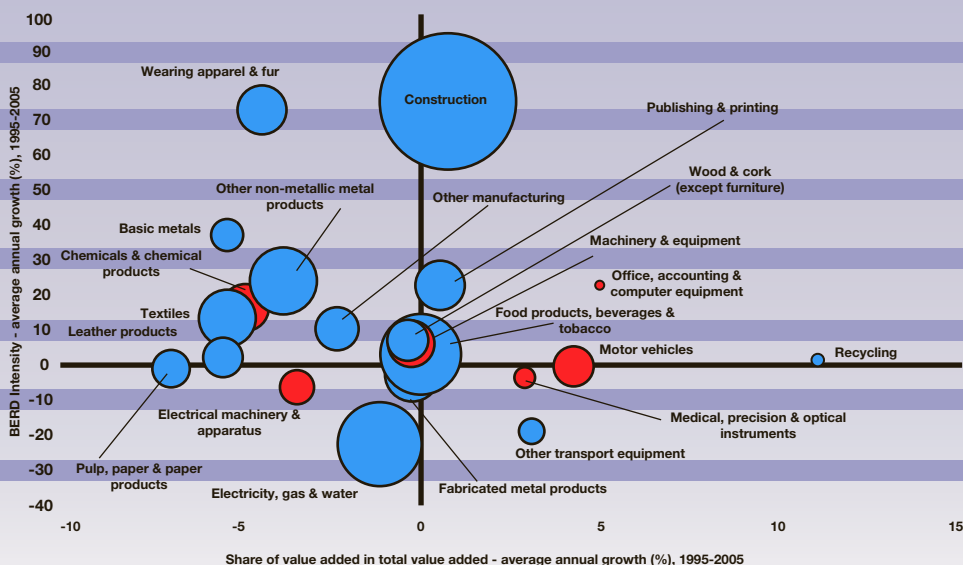 100
90
80
70
60
50
40
30
20
10
0
-10
-20
-30
-40
BERD Intensity - average annual growth (%), 1995-2005
Wearing apparel & fur
Construction
Publishing & printing
Wood & cork
(except furniture)
Other non-metallic metal
products
Other manufacturing
Basic metals
Machinery & equipment
Chemicals & chemical
products
Office, accounting &
computer equipment
Textiles
Food products, beverages &
tobacco
Leather products
Motor vehicles
Recycling
Electrical machinery &
apparatus
Medical, precision & optical
instruments
Other transport equipment
Pulp, paper & paper
products
Electricity, gas & water
Fabricated metal products
-10
-5
0
5
10
15
Share of value added in total value added - average annual growth (%), 1995-2005